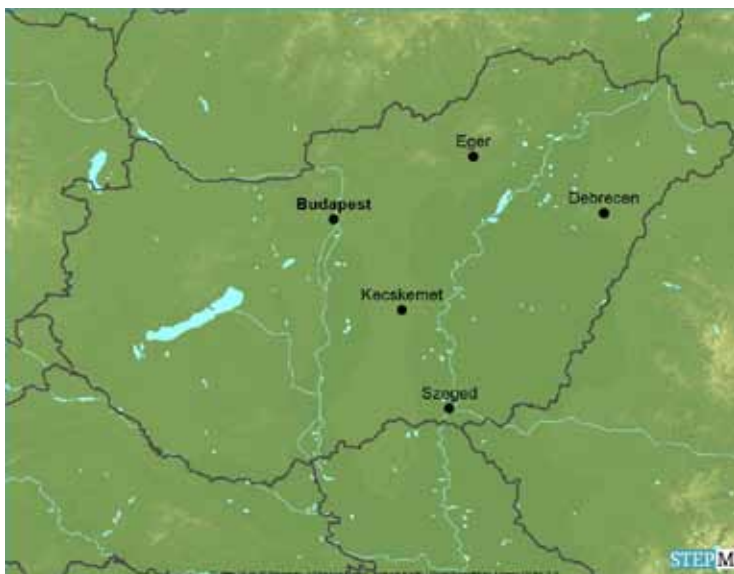 Eger
Debrecen
Budapest
Kecskemet
Szeged
STEPM